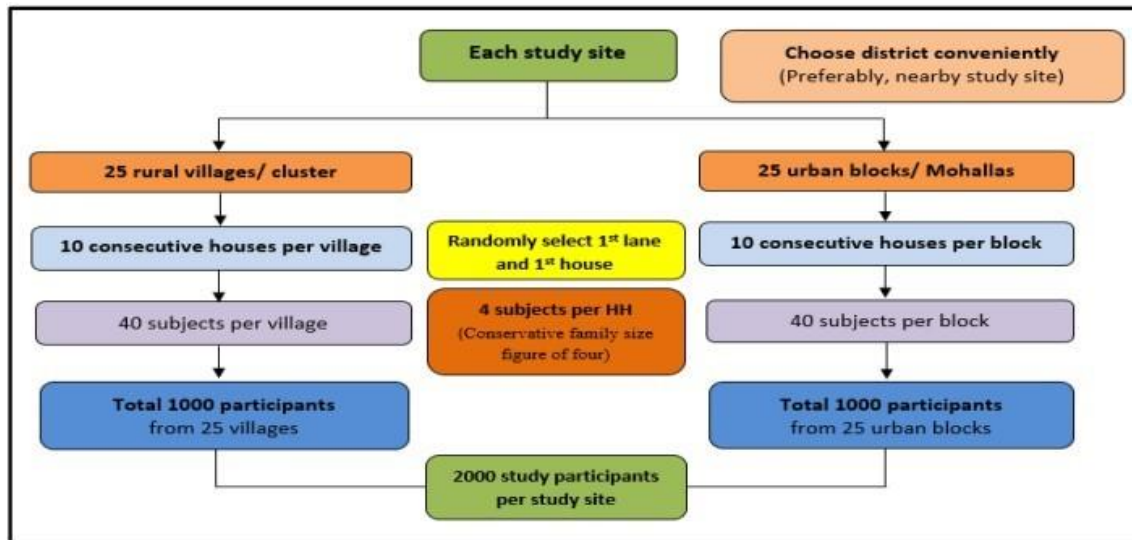 Each study site
Choose district conveniently
(Preferably, nearby study site)
25 rural villages/ cluster
25 urban blocks/ Mohallas
10 consecutive houses per village
Randomly select 1st lane
and 1st house
10 consecutive houses per block
40 subjects per village
4 subjects per HH
(Conservative family size
figure of four)
40 subjects per block
Total 1000 participants
from 25 villages
Total 1000 participants
from 25 urban blocks
2000 study participants
per study site